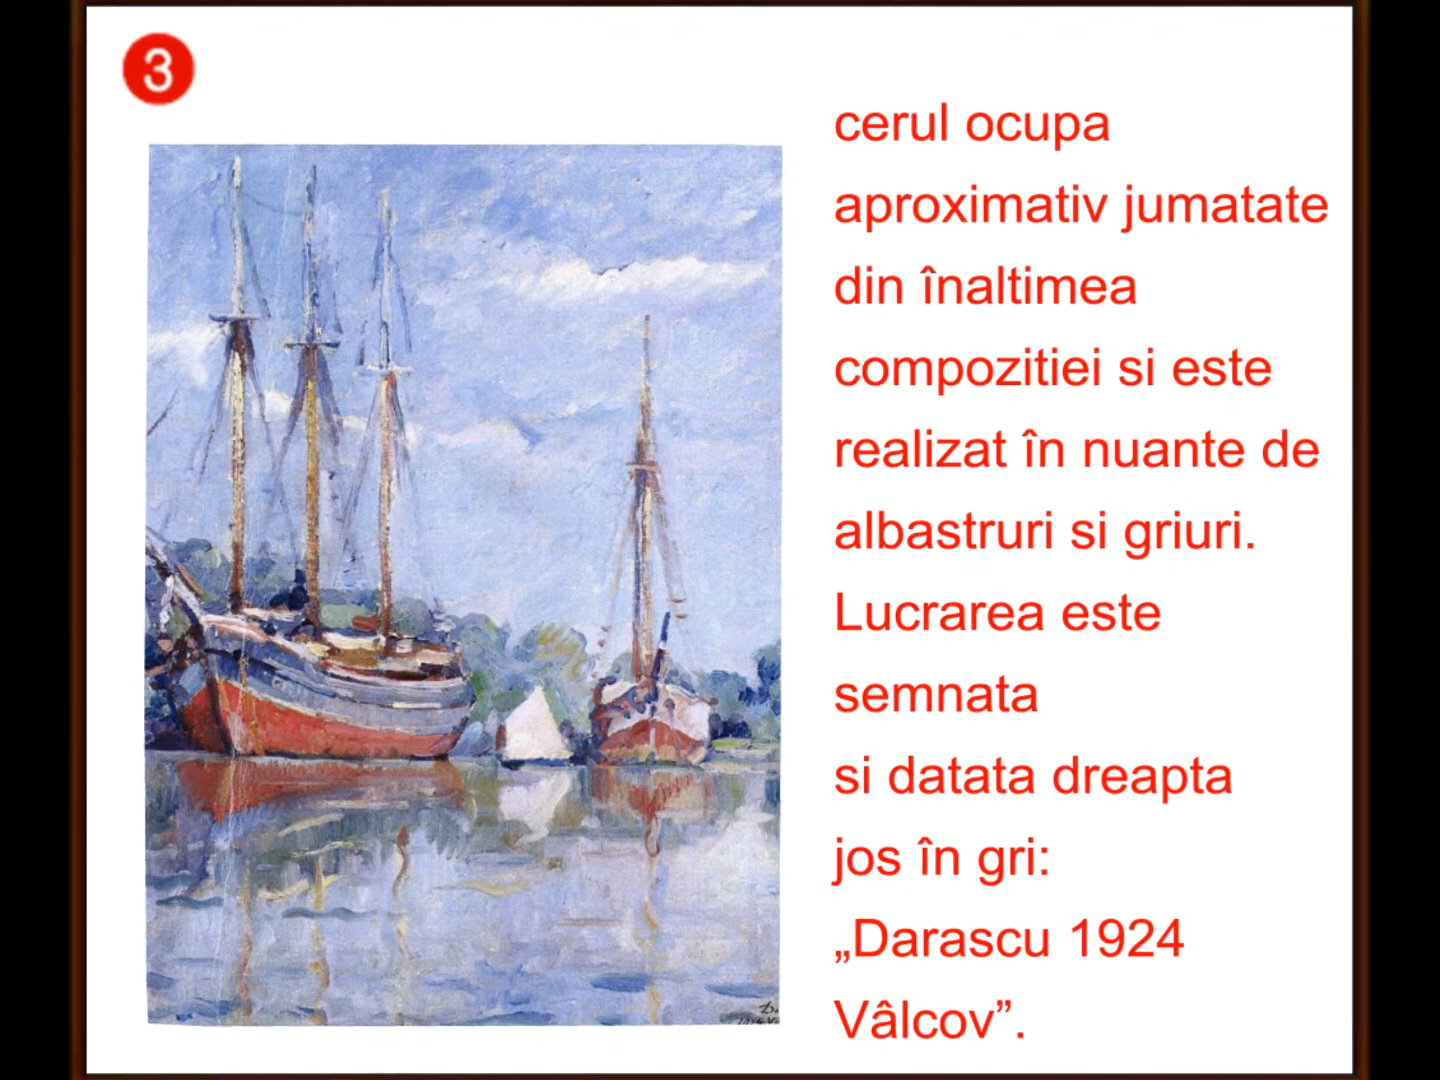 3
cerul ocupa
aproximativ jumatate
din înaltimea
compozitiei si este
realizat în nuante de
albastruri si griuri.
Lucrarea este
semnata
si datata dreapta
jos în gri:
„Darascu 1924
Vâlcov”.